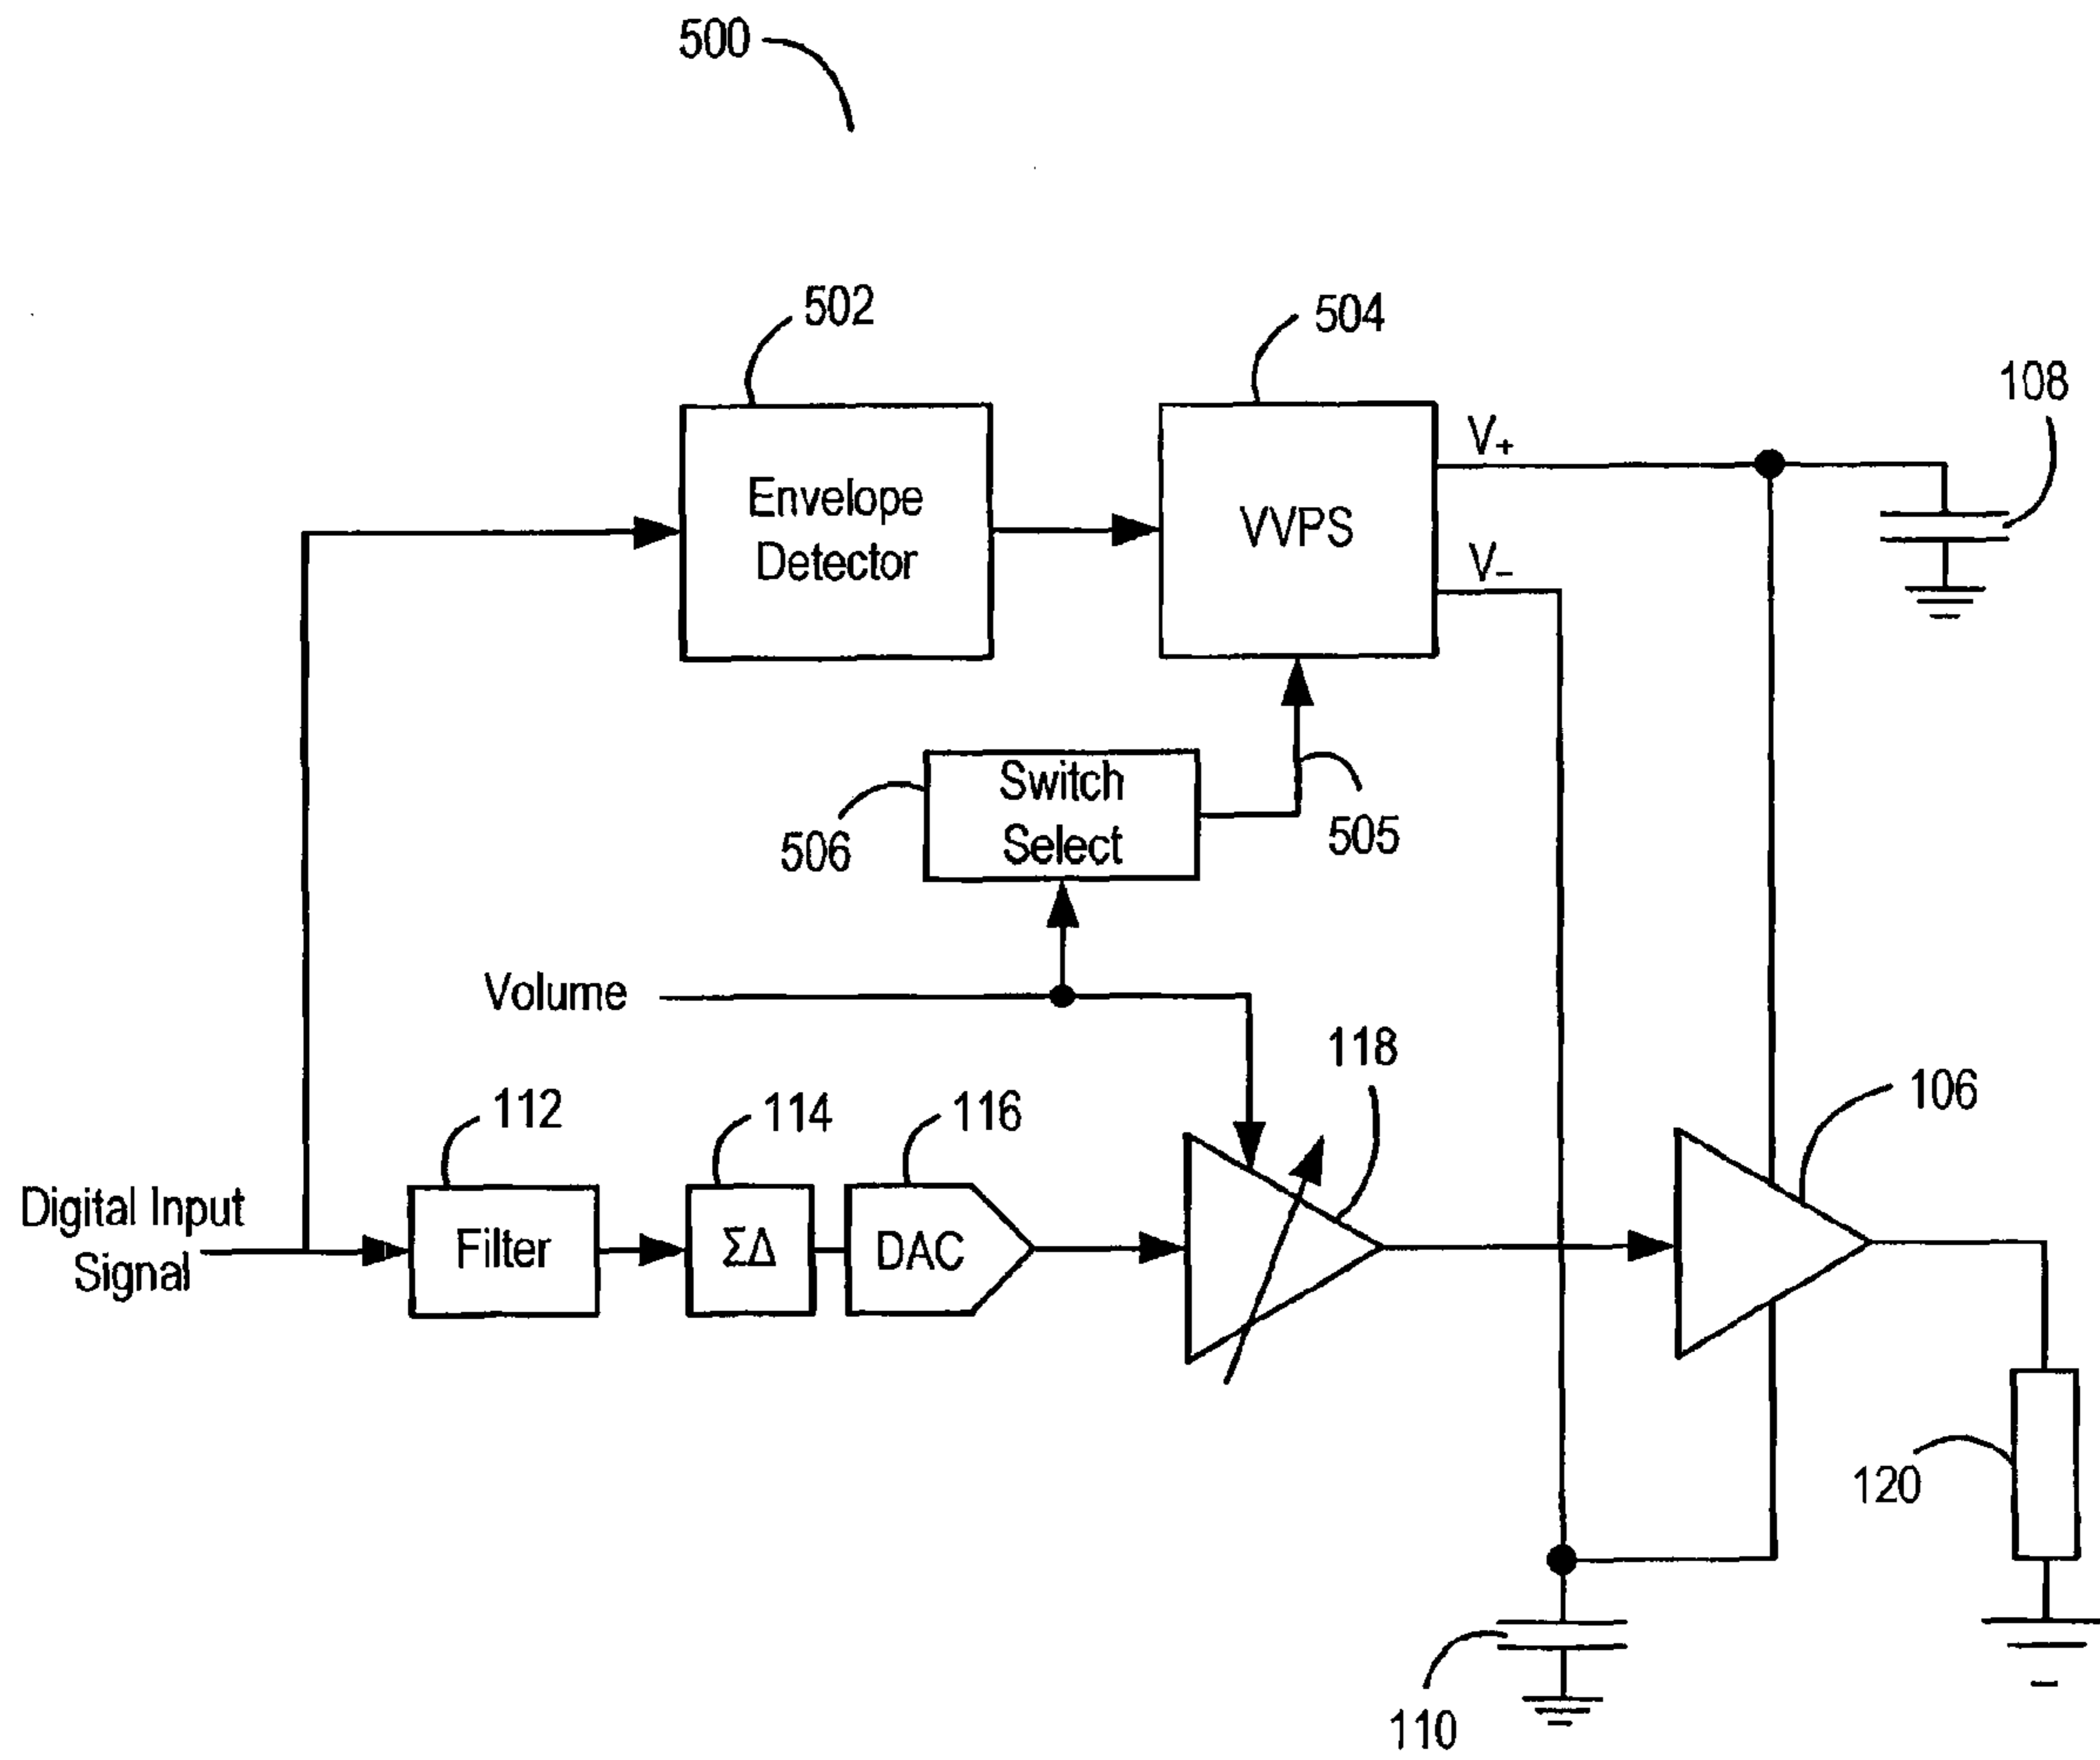 500
502
504
108
V+
Envelope
Detector
VVPS
V−
Switch
Select
506
505
Volume
118
112
114
116
106
Digital Input
Signal
Filter
ΣΔ
DAC
120
110